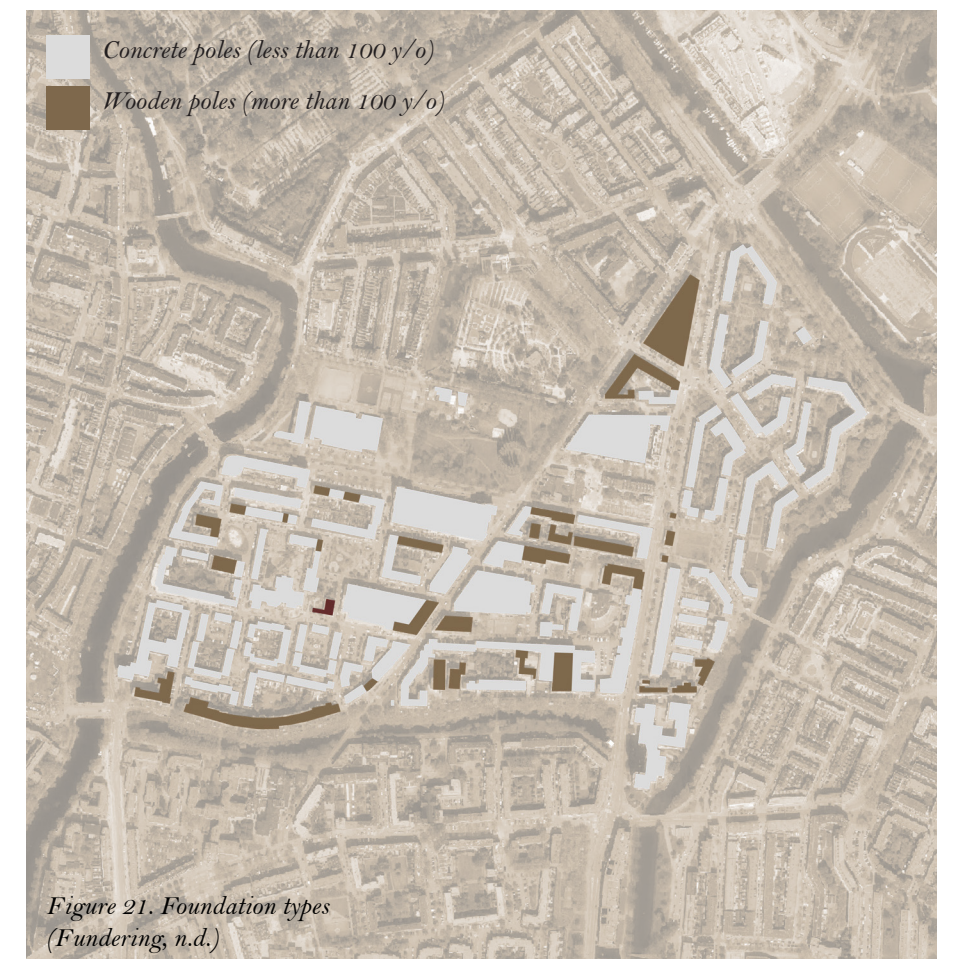 Concrete poles (less than 100 y/o)
Wooden poles (more than 100 y/o)
Figure 21. Foundation types
(Fundering, n.d.)